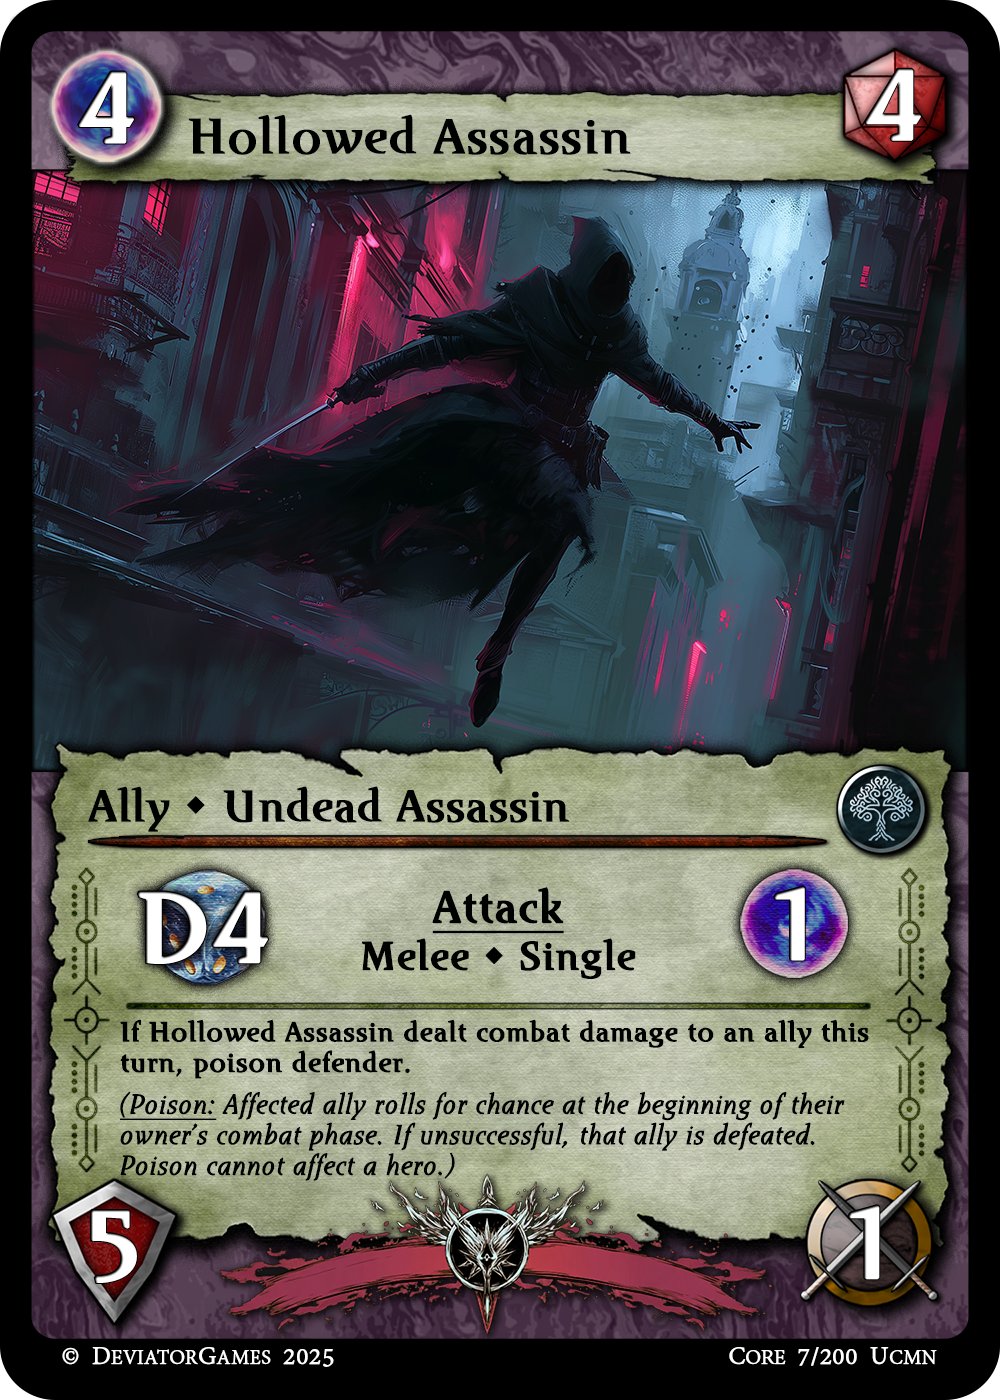 4
4
Hollowed Assassin
Ally ◆ Undead Assassin
D4
Attack
1
Melee ◆ Single
If Hollowed Assassin dealt combat damage to an ally this
turn, poison defender.
(Poison: Affected ally rolls for chance at the beginning of their
owner's combat phase. If unsuccessful, that ally is defeated.
Poison cannot affect a hero.)
5
1
© DeviatorGames 2025
Core 7/200 Ucmn